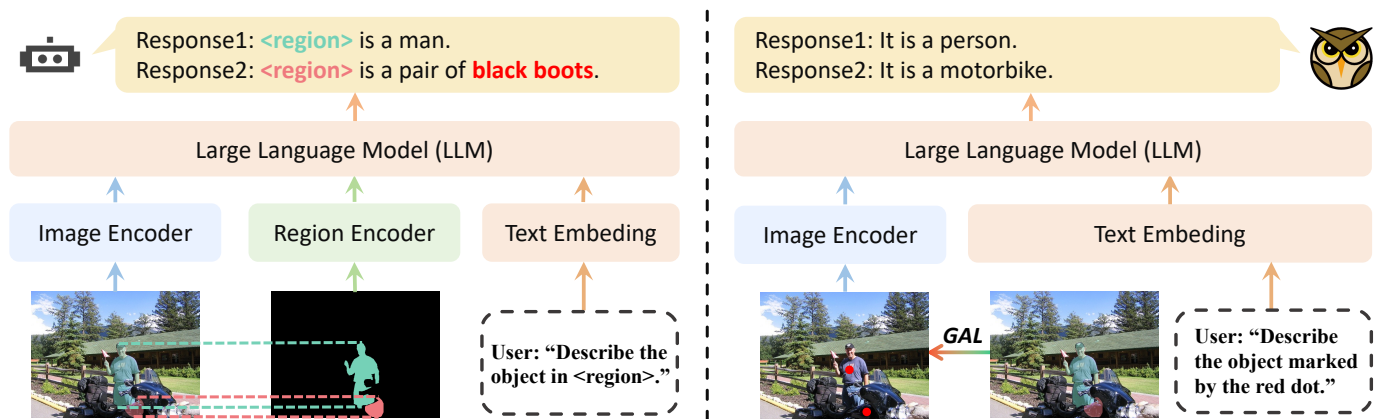 Response1: <region> is a man.
Response2: <region> is a pair of black boots.
Large Language Model (LLM)
Image Encoder
Region Encoder
Text Embeding
User: “Describe the
object in <region>.”
Response1: It is a person.
Response2: It is a motorbike.
Large Language Model (LLM)
Image Encoder
Text Embeding
GAL
User: “Describe
the object marked
by the red dot.”